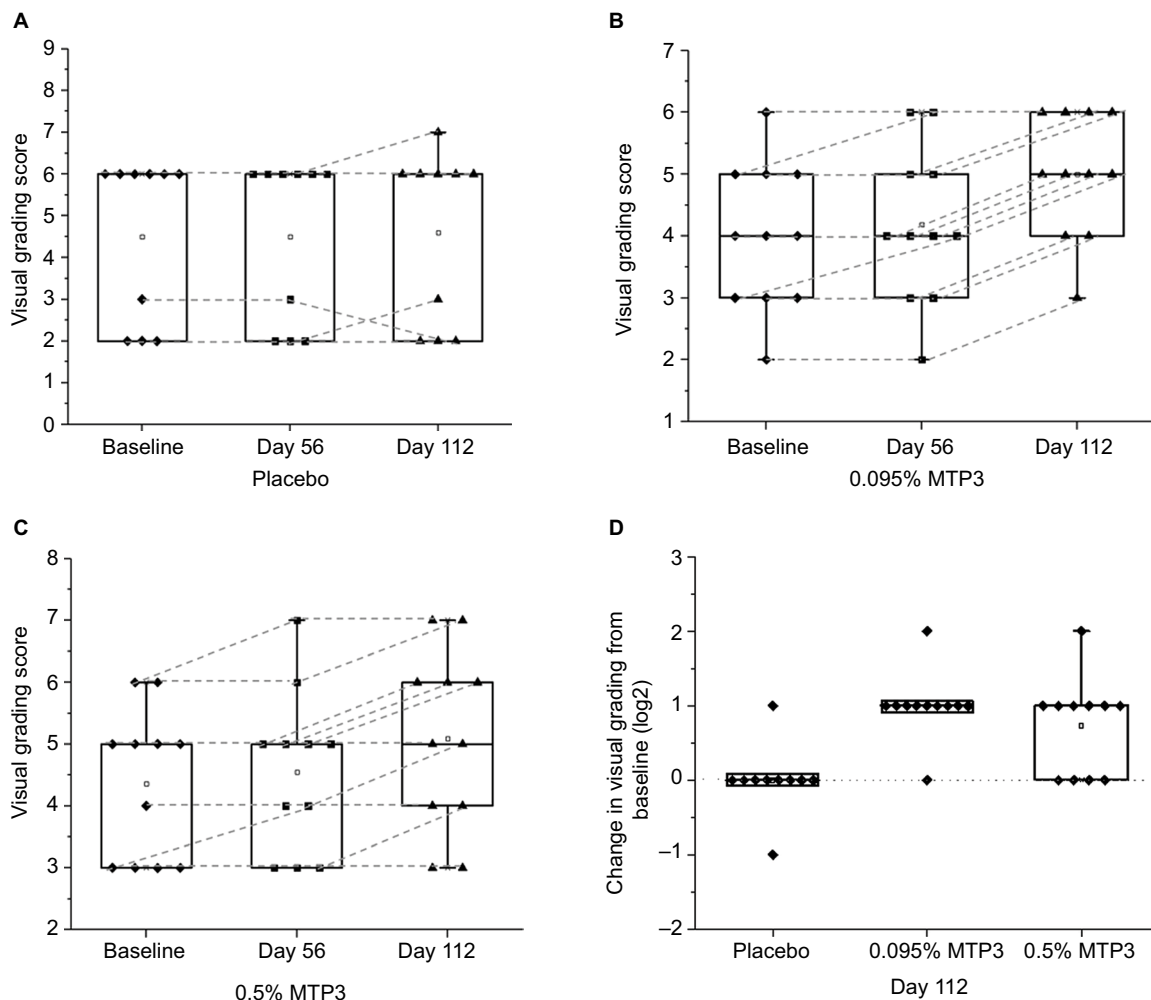 A
9
8
7
6
5
4
3
2
1
0
Visual grading score
Baseline
Day 56
Day 112
Placebo
B
7
6
5
4
3
2
1
Visual grading score
Baseline
Day 56
Day 112
0.095% MTP3
C
8
7
6
5
4
3
2
Visual grading score
Baseline
Day 56
Day 112
0.5% MTP3
D
3
2
1
0
–1
–2
Change in visual grading from
baseline (log2)
Placebo
0.095% MTP3
0.5% MTP3
Day 112